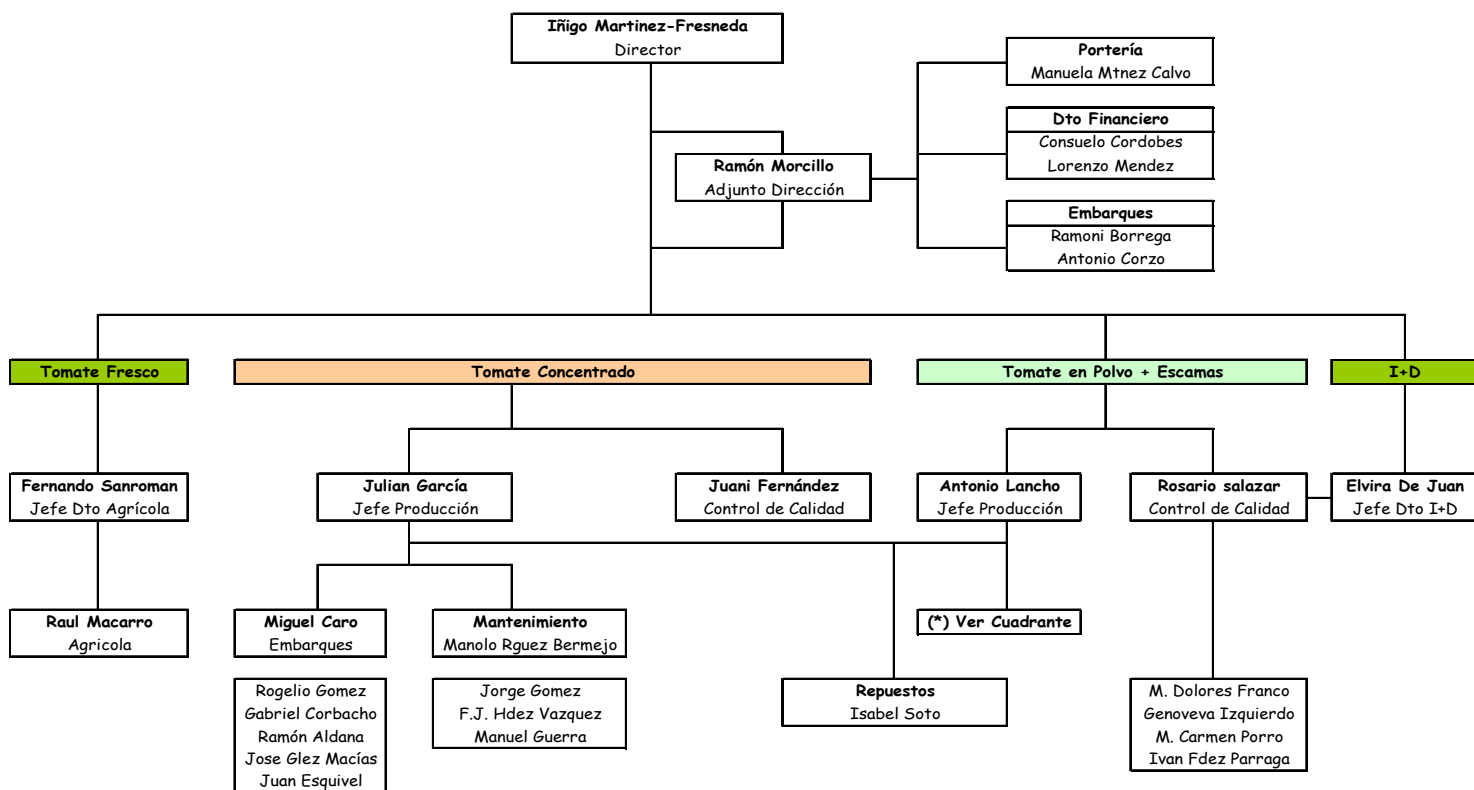 Iñigo Martinez-Fresneda
Director
Portería
Manuela Mtnez Calvo
Dto Financiero
Consuelo Cordobes
Lorenzo Mendez
Ramón Morcillo
Adjunto Dirección
Embarques
Ramoni Borrega
Antonio Corzo
Tomate Fresco
Tomate Concentrado
Tomate en Polvo + Escamas
I+D
Fernando Sanroman
Jefe Dto Agrícola
Julian García
Jefe Producción
Juani Fernández
Control de Calidad
Antonio Lancho
Jefe Producción
Rosario salazar
Control de Calidad
Elvira De Juan
Jefe Dto I+D
Raul Macarro
Agricola
Miguel Caro
Embarques
Mantenimiento
Manolo Rguez Bermejo
(*) Ver Cuadrante
Rogelio Gomez
Gabriel Corbacho
Ramón Aldana
Jose Glez Macías
Juan Esquivel
Jorge Gomez
F.J. Hdez Vazquez
Manuel Guerra
Repuestos
Isabel Soto
M. Dolores Franco
Genoveva Izquierdo
M. Carmen Porro
Ivan Fdez Parraga